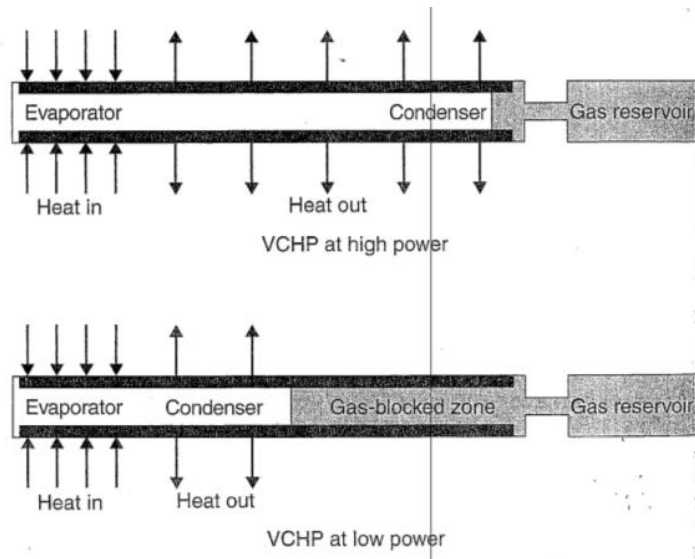 Evaporator Condenser Gas reservoir
Heat in Heat out
VCHP at high power
Evaporator Condenser Gas-blocked zone Gas reservoir
Heat in Heat out
VCHP at low power